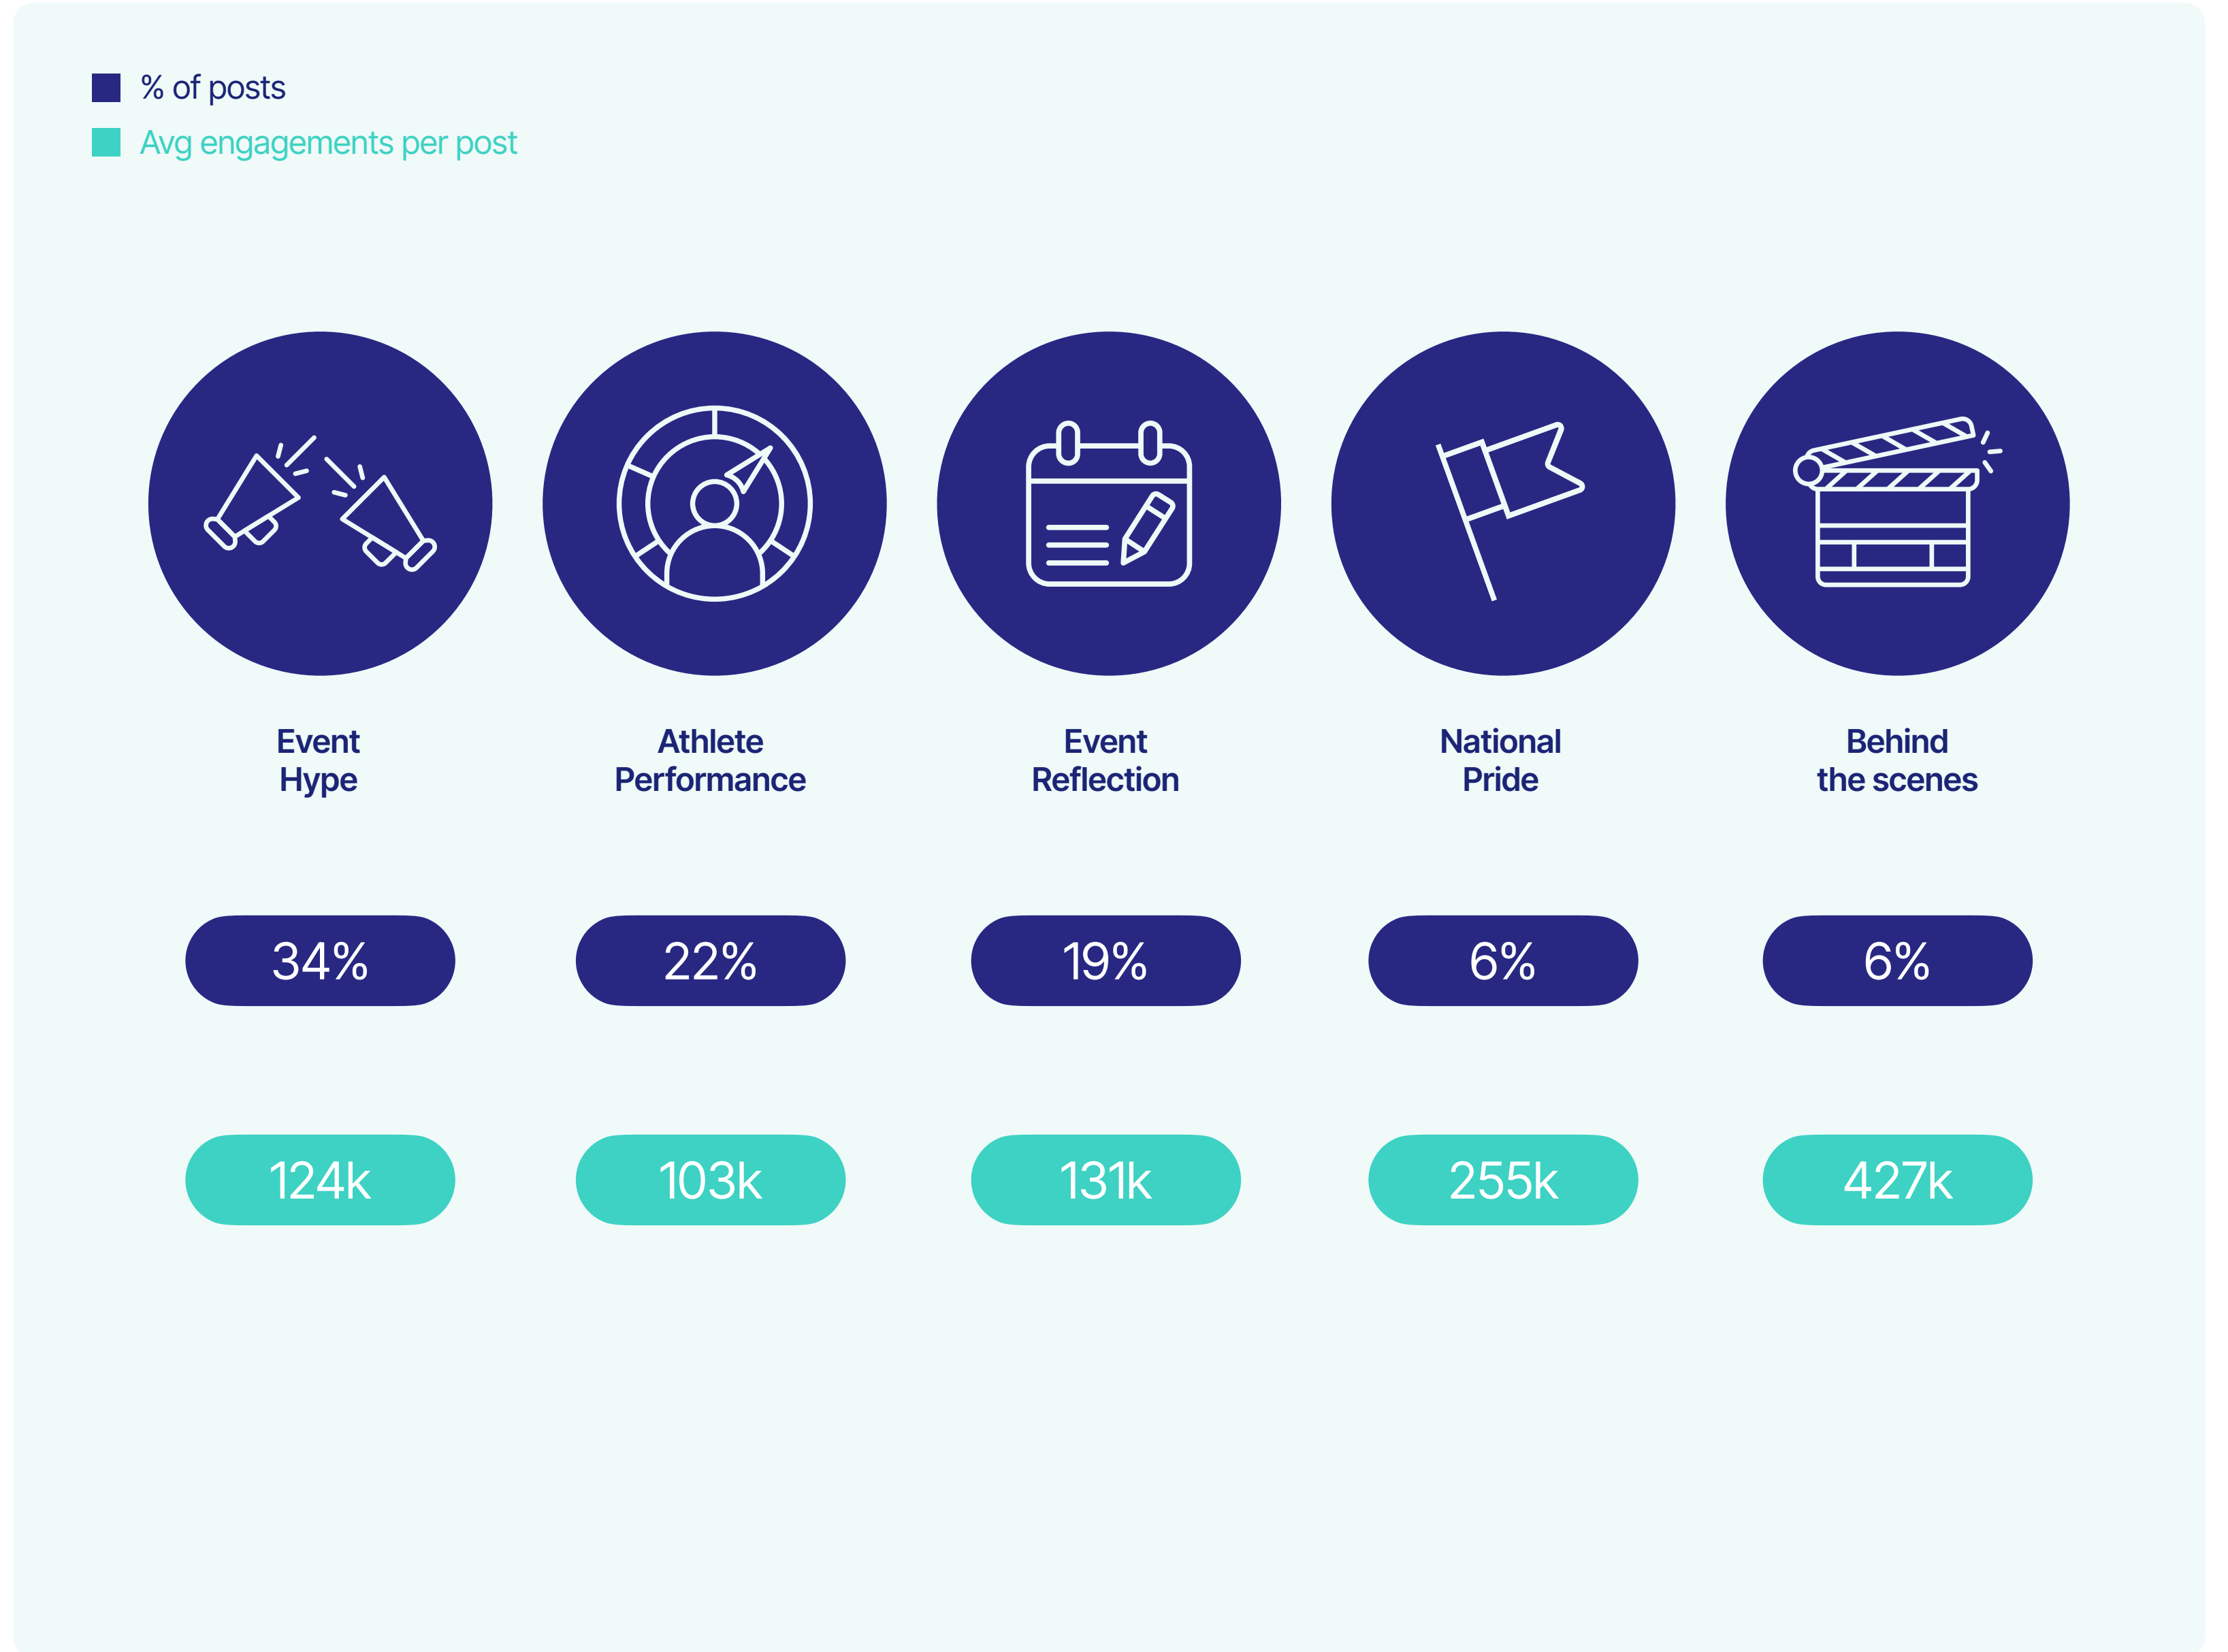 % of posts
Avg engagements per post
Event
Hype
Athlete
Performance
Event
Reflection
National
Pride
Behind
the scenes
34%
22%
19%
6%
6%
124k
103k
131k
255k
427k